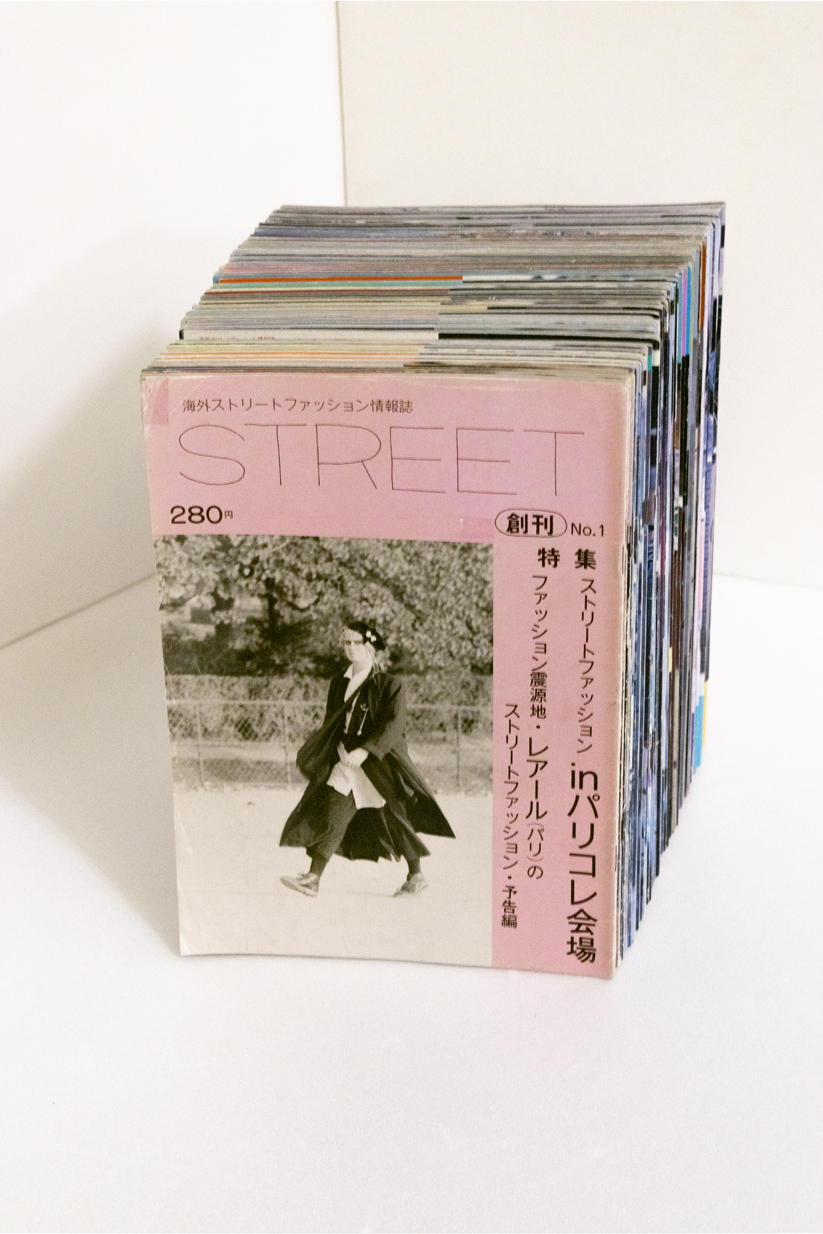 海外ストリートファッション情報誌
STREET
280円
創刊 No.1
特集
ストリートファッション inパリコレ会場
ファッション震源地・レアール(パリ)の
ストリートファッション・予告編